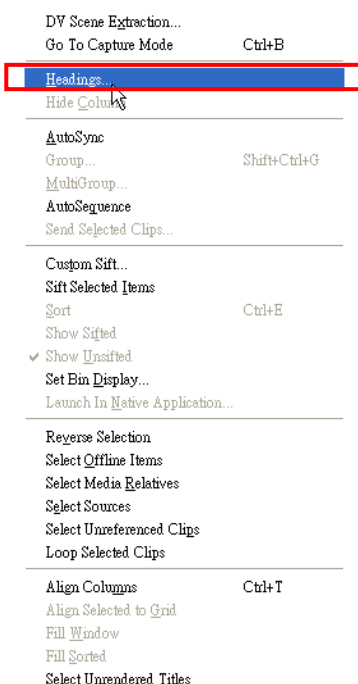 DV Scene Extraction...
Go To Capture Mode Ctrl+B
Headings...
Hide Column
AutoSync
Group... Shift+Ctrl+G
MultiGroup...
AutoSequence
Send Selected Clips...
Custom Sift...
Sift Selected Items
Sort Ctrl+E
Show Sifted
Show Unsifted
Set Bin Display...
Launch In Native Application...
Reverse Selection
Select Offline Items
Select Media Relatives
Select Sources
Select Unreferenced Clips
Loop Selected Clips
Align Columns Ctrl+T
Align Selected to Grid
Fill Window
Fill Sorted
Select Unrendered Titles